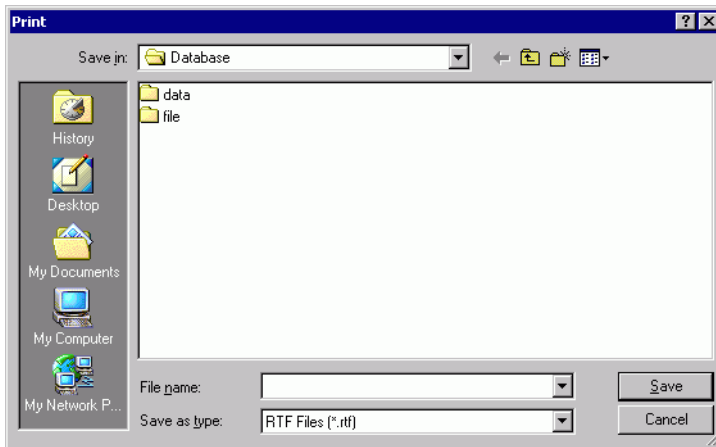 Print
Save in: Database
data
file
History
Desktop
My Documents
My Computer
My Network P...
File name:
Save
Save as type: RTF Files (*.rtf)
Cancel